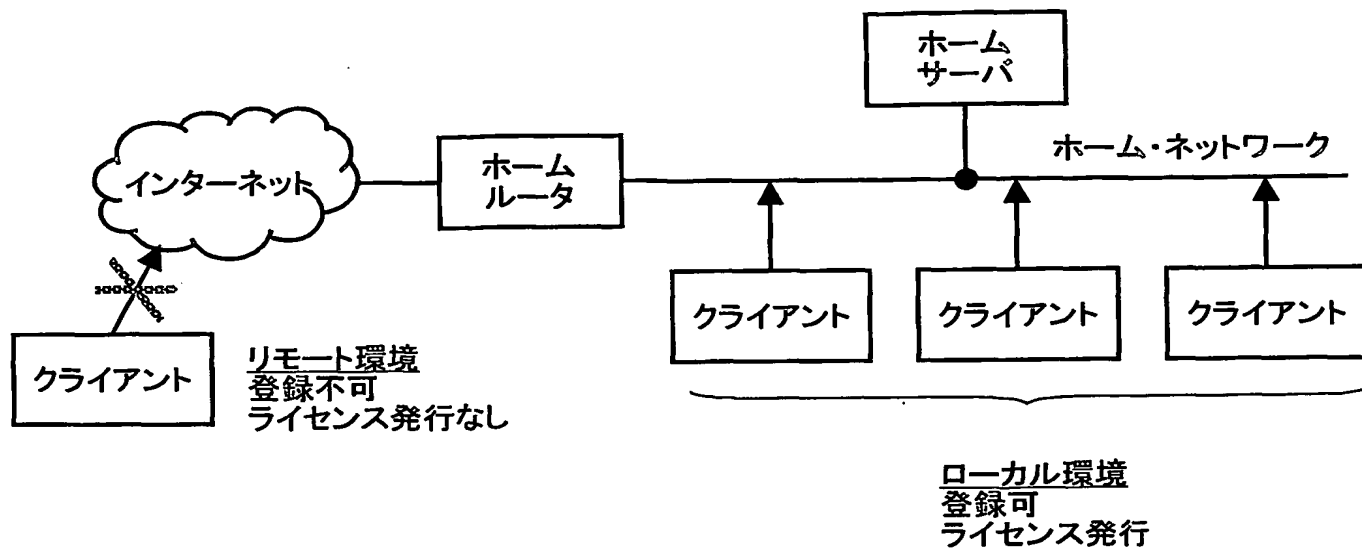 ホーム
サーバ
ホーム・ネットワーク
インターネット
ホーム
ルータ
クライアント
クライアント
クライアント
クライアント
リモート環境
登録不可
ライセンス発行なし
ローカル環境
登録可
ライセンス発行